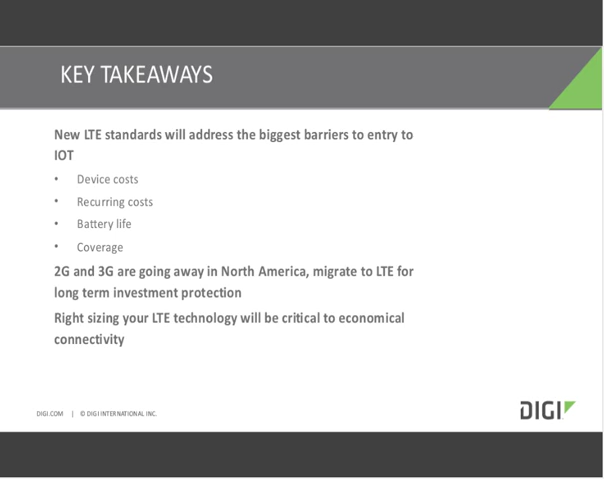 KEY TAKEAWAYS
New LTE standards will address the biggest barriers to entry to
IOT
• Device costs
• Recurring costs
• Battery life
• Coverage
2G and 3G are going away in North America, migrate to LTE for
long term investment protection
Right sizing your LTE technology will be critical to economical
connectivity
DIGI.COM | © DIGI INTERNATIONAL INC.
DIGI